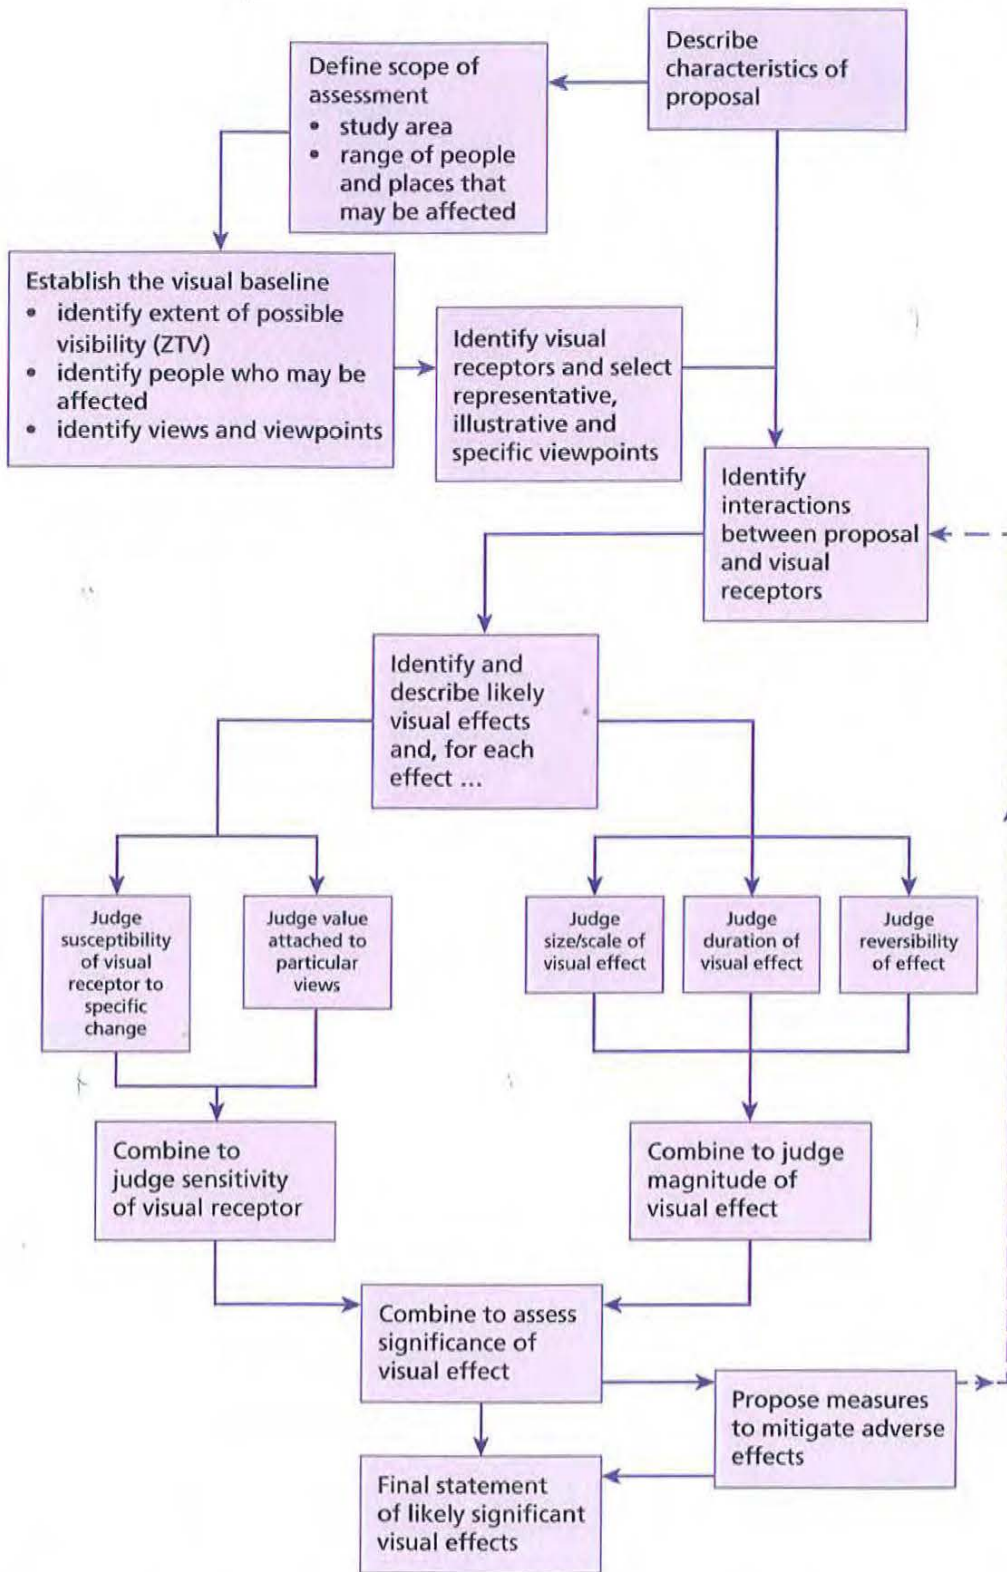 Describe
characteristics of
proposal
Define scope of
assessment
• study area
• range of people
and places that
may be affected
Establish the visual baseline
• identify extent of possible
visibility (ZTV)
• identify people who may be
affected
• identify views and viewpoints
Identify visual
receptors and select
representative,
illustrative and
specific viewpoints
Identify
interactions
between proposal
and visual
receptors
Identify and
describe likely
visual effects
and, for each
effect ...
Judge
susceptibility
of visual
receptor to
specific
change
Judge value
attached to
particular
views
Judge
size/scale of
visual effect
Judge
duration of
visual effect
Judge
reversibility
of effect
Combine to
judge sensitivity
of visual receptor
Combine to judge
magnitude of
visual effect
Combine to assess
significance of
visual effect
Propose measures
to mitigate adverse
effects
Final statement
of likely significant
visual effects